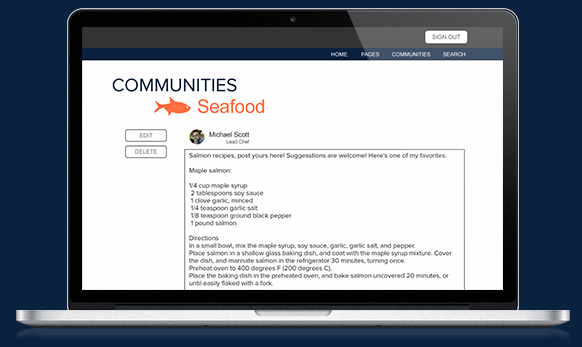 SIGN OUT
HOME PAGES COMMUNITIES SEARCH
COMMUNITIES
Seafood
EDIT
DELETE
Michael Scott
Lead Chef
Salmon recipes, post yours here! Suggesstions are welcome! Here's one of my favorites:
Maple salmon:
1/4 cup maple syrup
2 tablespoons soy sauce
1 clove garlic, minced
1/4 teaspoon garlic salt
1/8 teaspoon ground black pepper
1 pound salmon
Directions
In a small bowl, mix the maple syrup, soy sauce, garlic, garlic salt, and pepper.
Place salmon in a shallow glass baking dish, and coat with the maple syrup mixture. Cover
the dish, and marinate salmon in the refrigerator 30 minutes, turning once.
Preheat oven to 400 degrees F (200 degrees C).
Place the baking dish in the preheated oven, and bake salmon uncovered 20 minutes, or
until easily flaked with a fork.